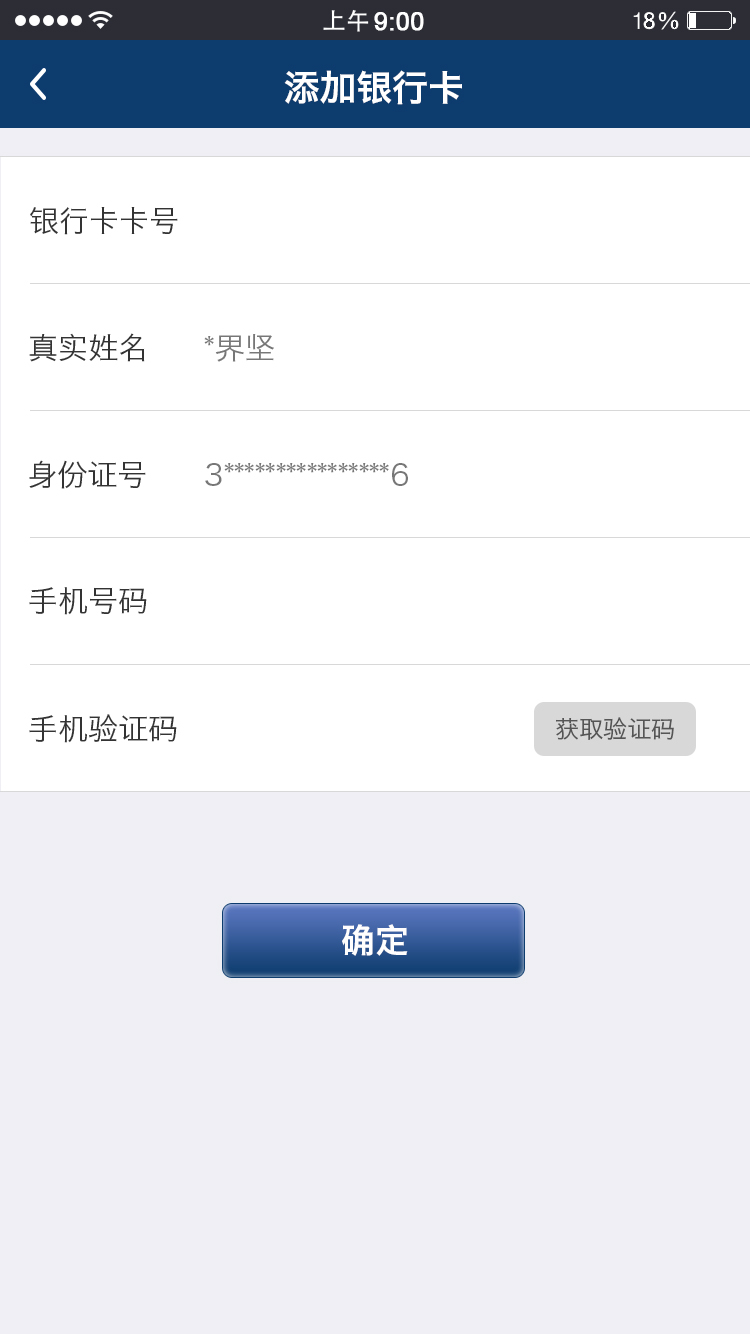 上午9:00
18%
添加银行卡
银行卡卡号
真实姓名 *界坚
身份证号 3****************6
手机号码
手机验证码 获取验证码
确定